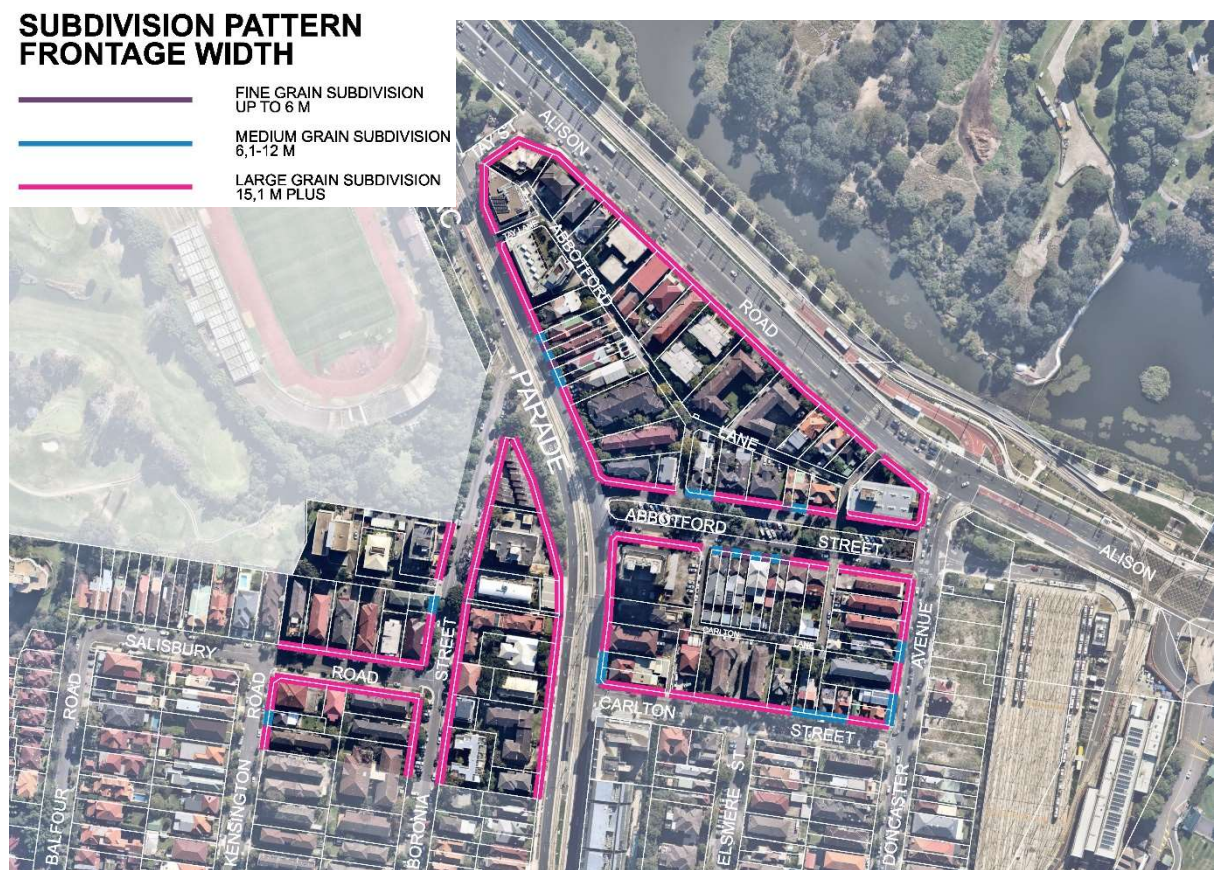 SUBDIVISION PATTERN
FRONTAGE WIDTH
FINE GRAIN SUBDIVISION
UP TO 6 M
MEDIUM GRAIN SUBDIVISION
6,1-12 M
LARGE GRAIN SUBDIVISION
15,1 M PLUS
TAY ST
ALISON
ROAD
TAY LANE
ABBOTFORD
LANE
PARADE
ABBOTFORD
STREET
ALISON
CARLTON
LANE
AVENUE
SALISBURY
ROAD
STREET
ROAD
ROAD
CARLTON
STREET
BALFOUR
KENSINGTON
BORONIA
ELSMERE ST
DONCASTER